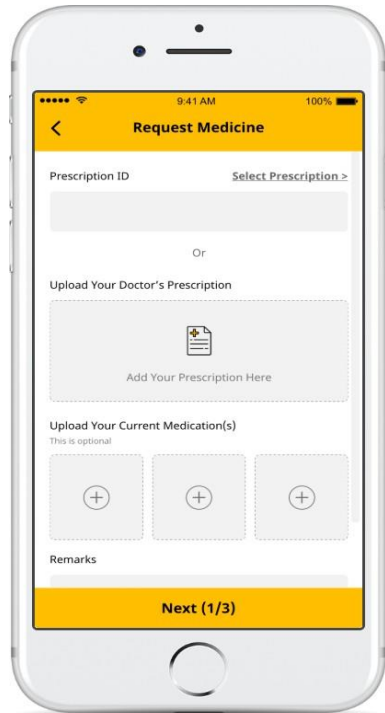 9:41 AM 100%
Request Medicine
Prescription ID Select Prescription >
Or
Upload Your Doctor's Prescription
Add Your Prescription Here
Upload Your Current Medication(s)
This is optional
Remarks
Next (1/3)